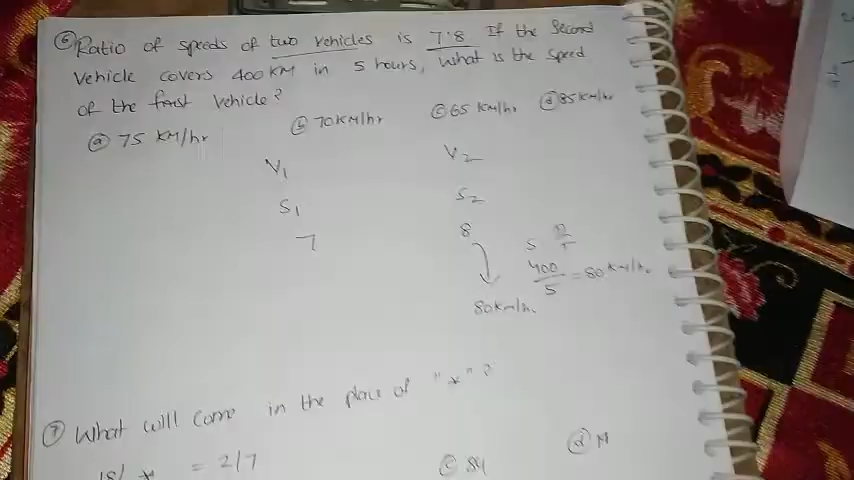 ⑥ Ratio of speeds of two vehicles is 7:8 If the Second
Vehicle covers 400 KM in 5 hours, what is the speed
of the first vehicle?
ⓐ 75 KM/hr ⓑ 70 KM/hr ⓒ 65 KM/hr ⓓ 85 KM/hr
V1 V2
S1 S2
7 8 S D/T
400/5 = 80 KM/h.
80 km/h.
⑦ What will come in the place of "*"?
18/* = 2/7 ⓒ 84 ⓓ